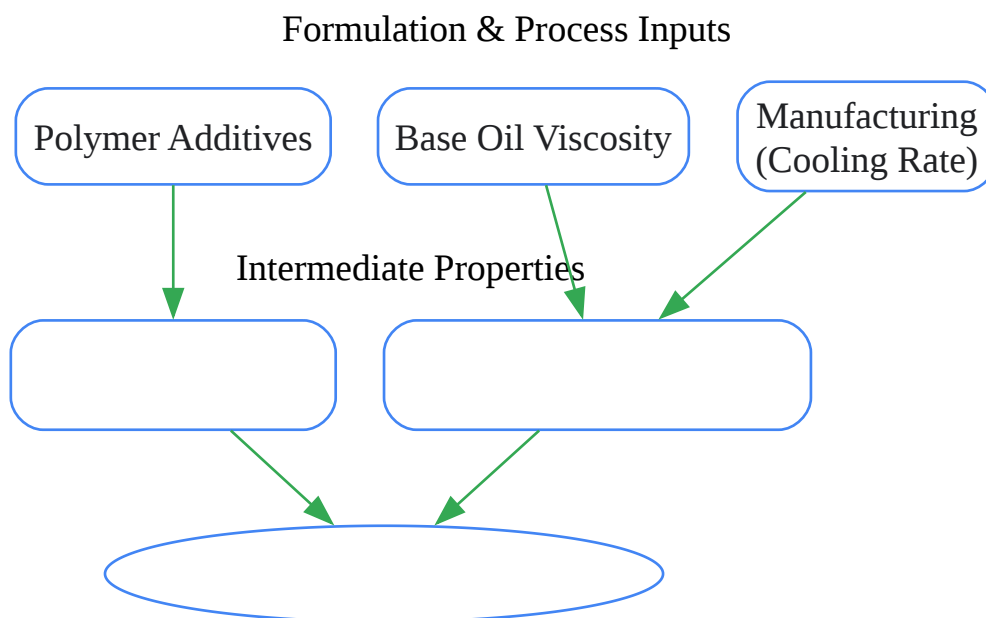 Formulation & Process Inputs
Polymer Additives
Base Oil Viscosity
Manufacturing
(Cooling Rate)
Intermediate Properties